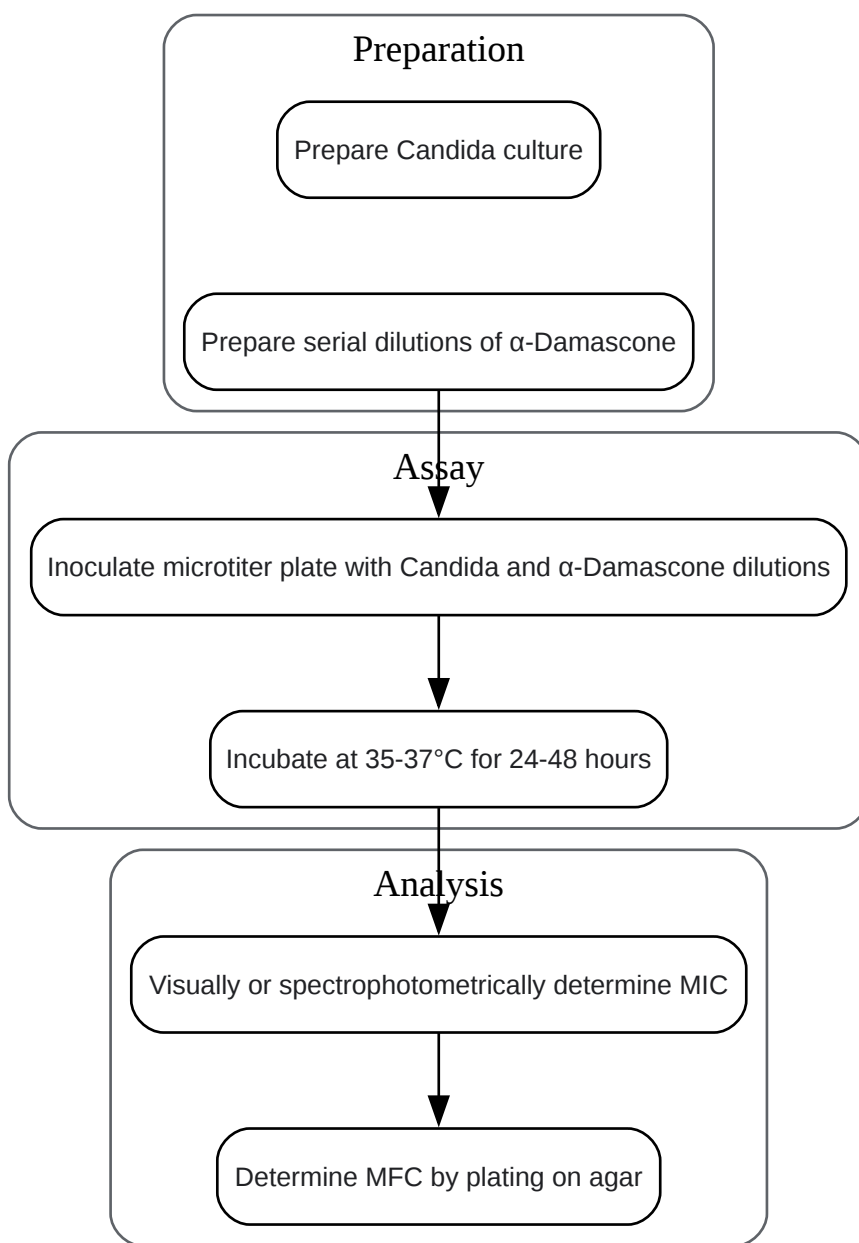 Preparation
Prepare Candida culture
Prepare serial dilutions of α-Damascone
Assay
Inoculate microtiter plate with Candida and α-Damascone dilutions
Incubate at 35-37°C for 24-48 hours
Analysis
Visually or spectrophotometrically determine MIC
Determine MFC by plating on agar